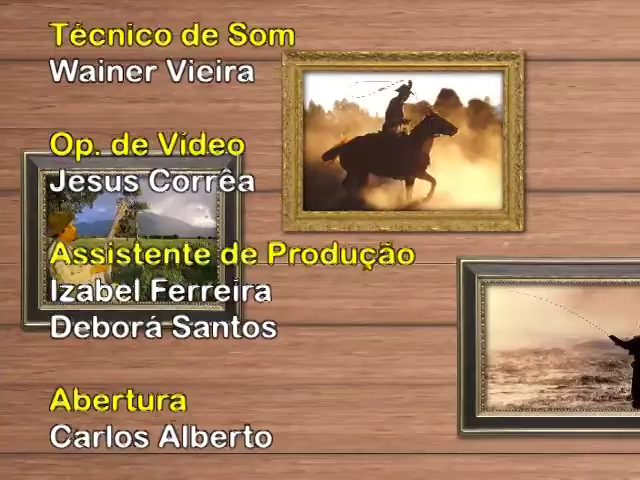 Técnico de Som
Wainer Vieira
Op. de Vídeo
Jesus Corrêa
Assistente de Produção
Izabel Ferreira
Deborá Santos
Abertura
Carlos Alberto